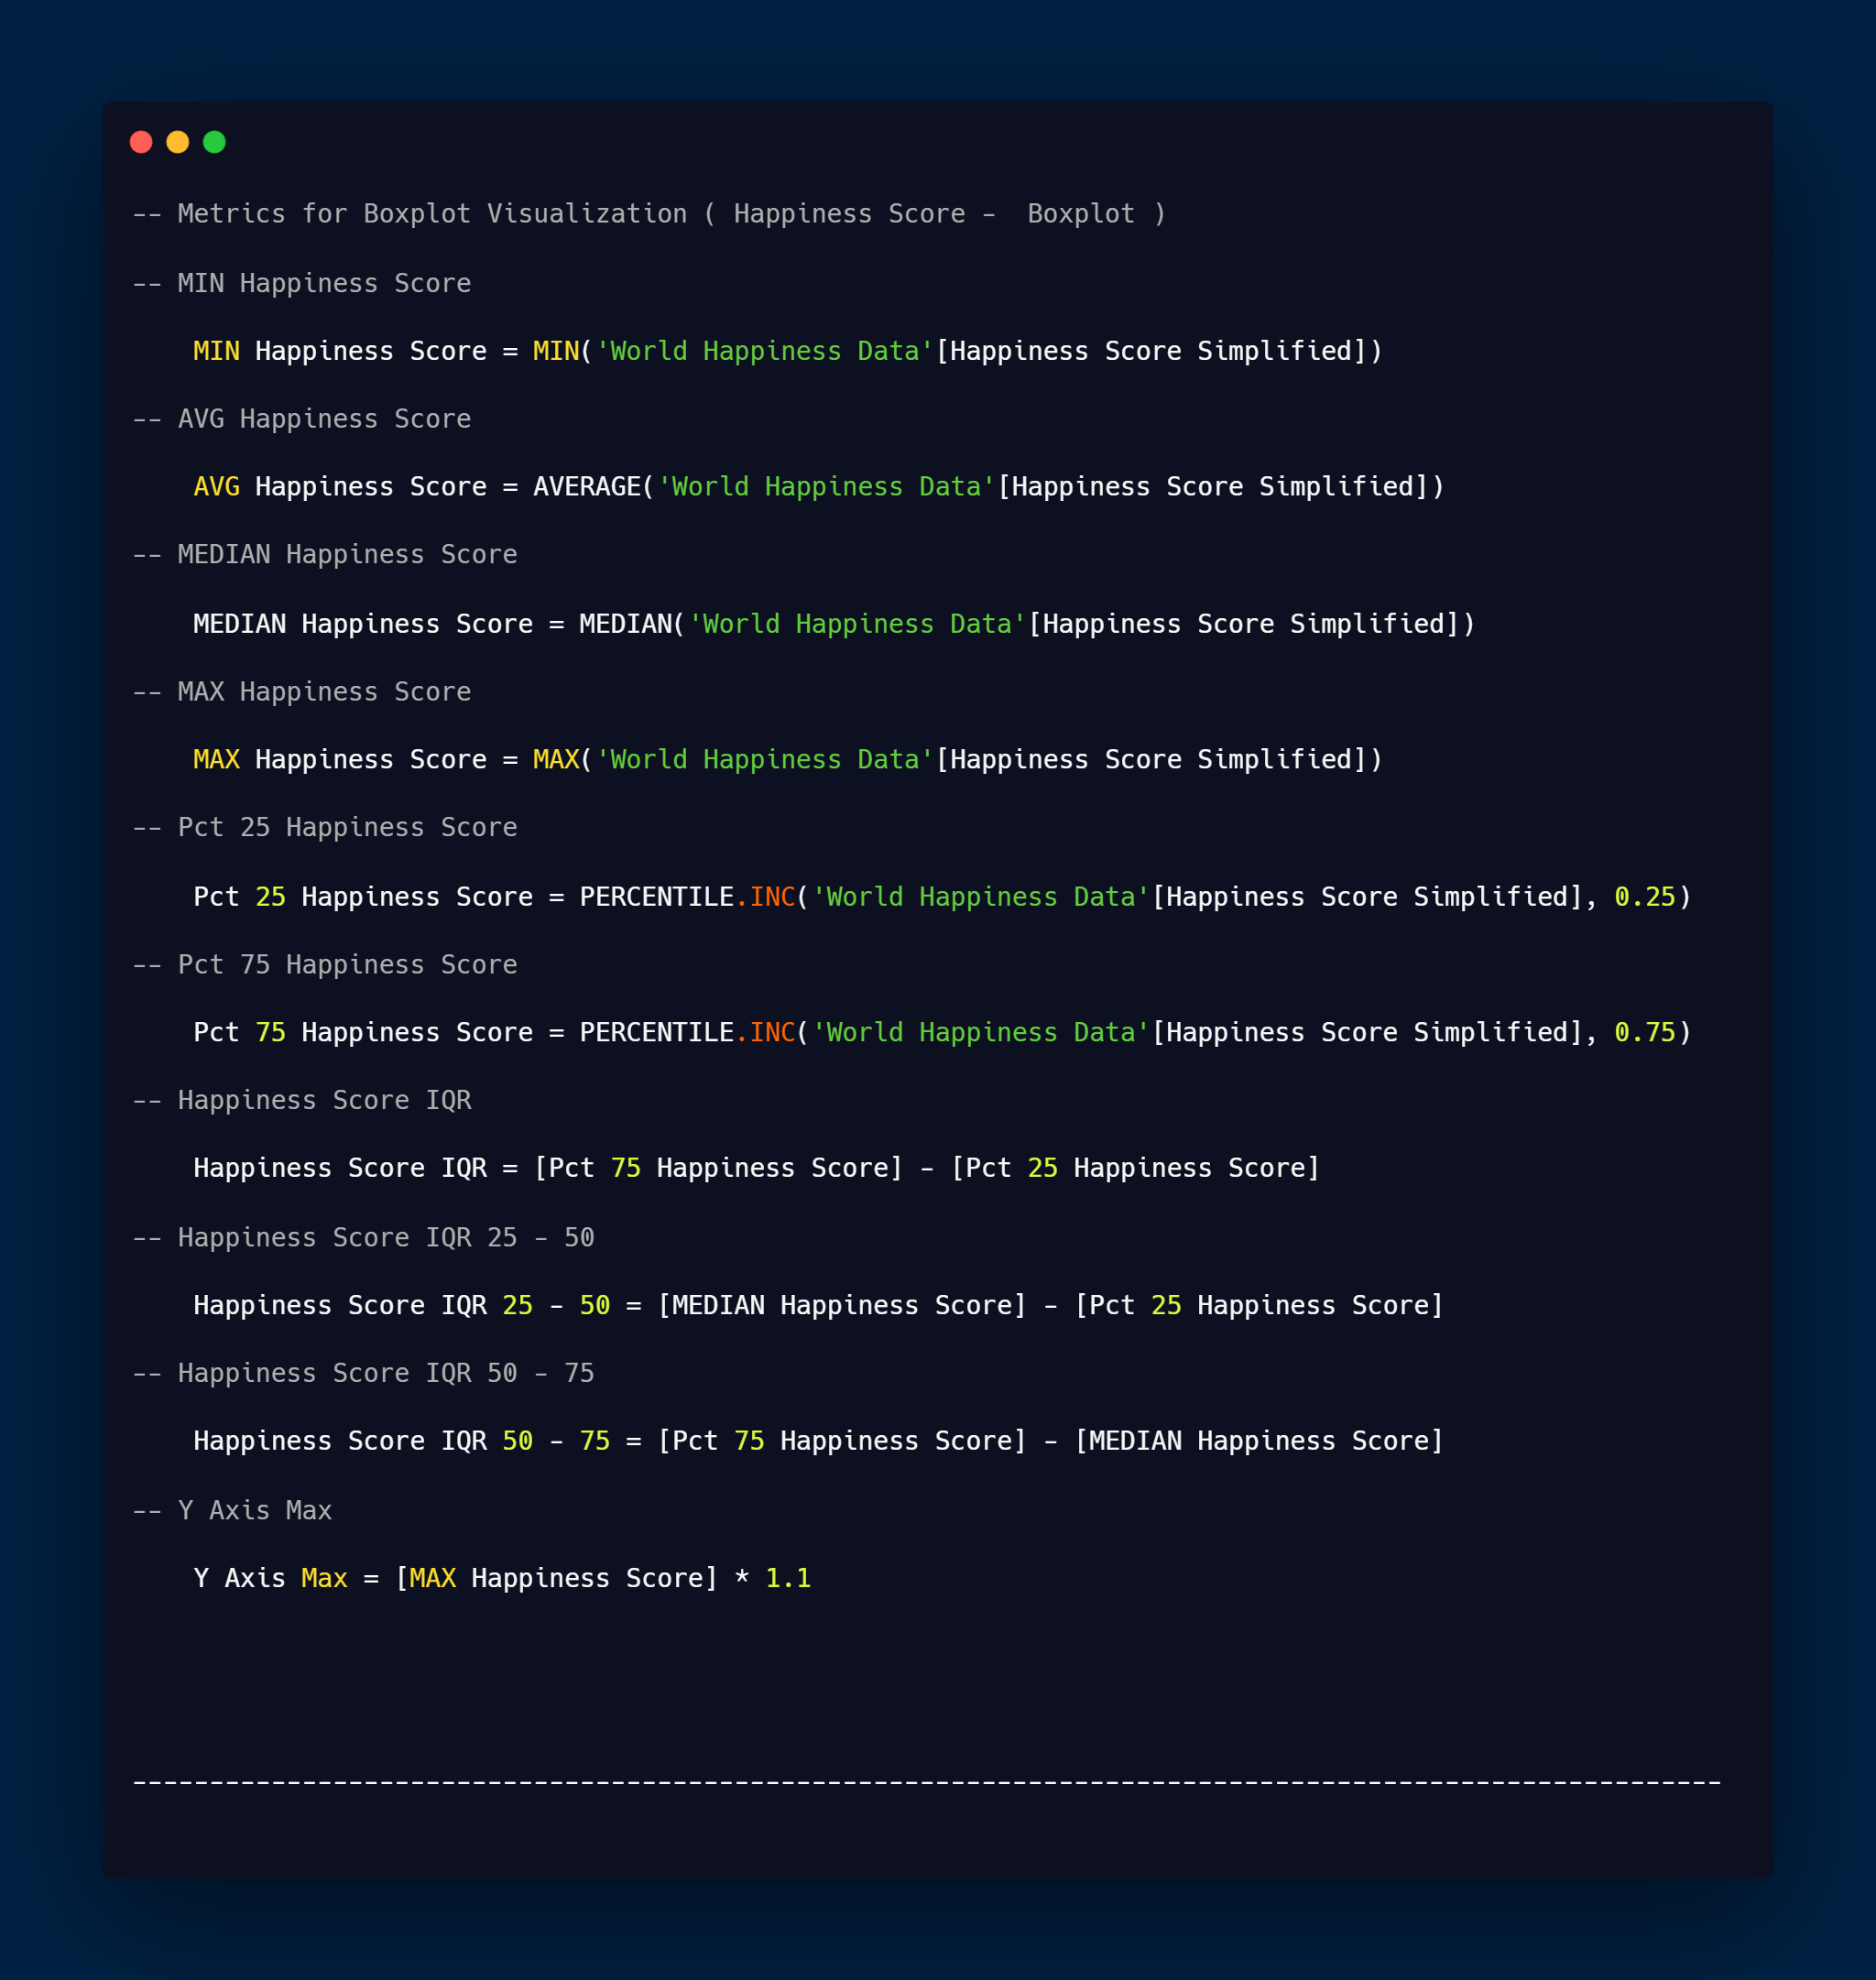 -- Metrics for Boxplot Visualization ( Happiness Score -  Boxplot )
-- MIN Happiness Score
MIN Happiness Score = MIN('World Happiness Data'[Happiness Score Simplified])
-- AVG Happiness Score
AVG Happiness Score = AVERAGE('World Happiness Data'[Happiness Score Simplified])
-- MEDIAN Happiness Score
MEDIAN Happiness Score = MEDIAN('World Happiness Data'[Happiness Score Simplified])
-- MAX Happiness Score
MAX Happiness Score = MAX('World Happiness Data'[Happiness Score Simplified])
-- Pct 25 Happiness Score
Pct 25 Happiness Score = PERCENTILE.INC('World Happiness Data'[Happiness Score Simplified], 0.25)
-- Pct 75 Happiness Score
Pct 75 Happiness Score = PERCENTILE.INC('World Happiness Data'[Happiness Score Simplified], 0.75)
-- Happiness Score IQR
Happiness Score IQR = [Pct 75 Happiness Score] - [Pct 25 Happiness Score]
-- Happiness Score IQR 25 - 50
Happiness Score IQR 25 - 50 = [MEDIAN Happiness Score] - [Pct 25 Happiness Score]
-- Happiness Score IQR 50 - 75
Happiness Score IQR 50 - 75 = [Pct 75 Happiness Score] - [MEDIAN Happiness Score]
-- Y Axis Max
Y Axis Max = [MAX Happiness Score] * 1.1
-------------------------------------------------------------------------------------------------------